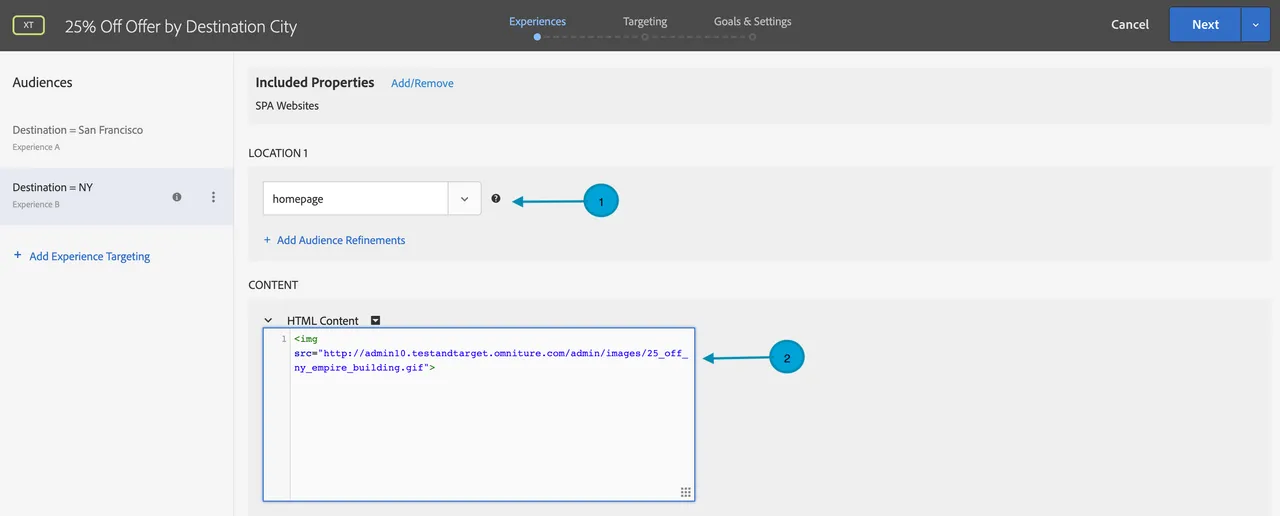 XT
25% Off Offer by Destination City
Experiences
Targeting
Goals & Settings
Cancel
Next
Audiences
Destination = San Francisco
Experience A
Destination = NY
Experience B
+ Add Experience Targeting
Included Properties Add/Remove
SPA Websites
LOCATION 1
homepage
1
+ Add Audience Refinements
CONTENT
HTML Content
1 <img
src="http://admin10.testandtarget.omniture.com/admin/images/25_off_
ny_empire_building.gif">
2